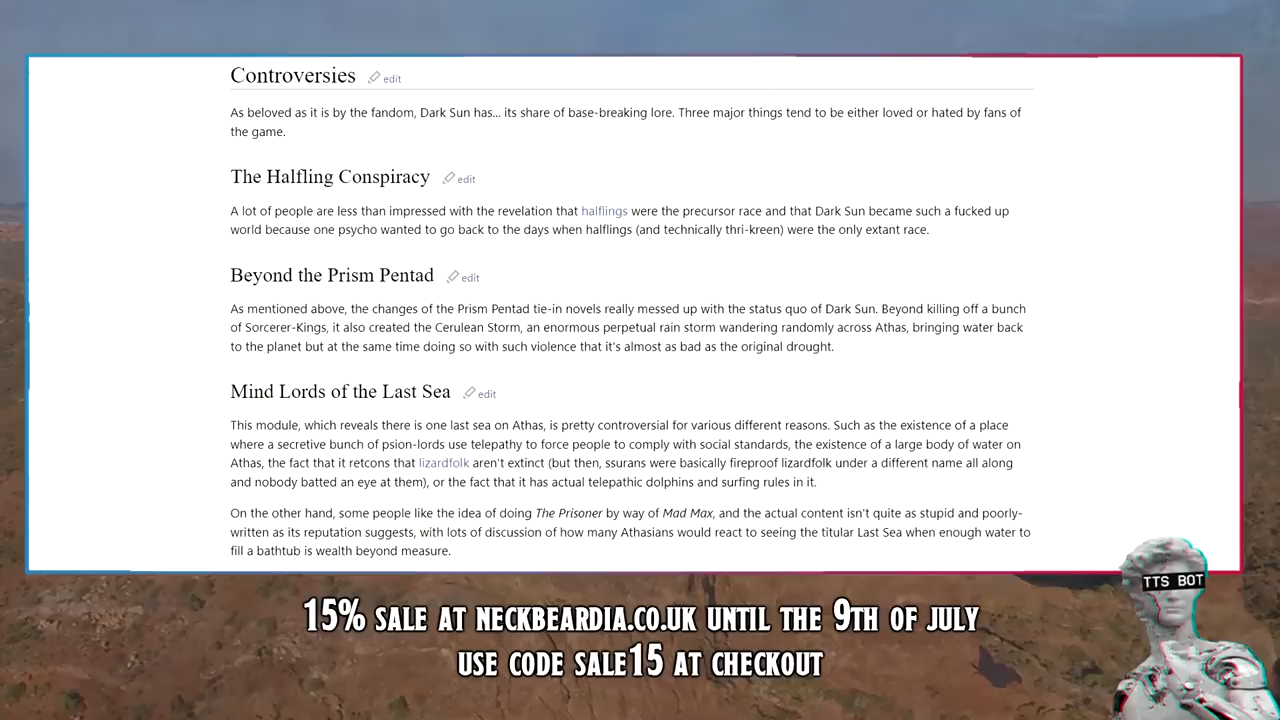 Controversies edit
As beloved as it is by the fandom, Dark Sun has... its share of base-breaking lore. Three major things tend to be either loved or hated by fans of
the game.
The Halfling Conspiracy edit
A lot of people are less than impressed with the revelation that halflings were the precursor race and that Dark Sun became such a fucked up
world because one psycho wanted to go back to the days when halflings (and technically thri-kreen) were the only extant race.
Beyond the Prism Pentad edit
As mentioned above, the changes of the Prism Pentad tie-in novels really messed up with the status quo of Dark Sun. Beyond killing off a bunch
of Sorcerer-Kings, it also created the Cerulean Storm, an enormous perpetual rain storm wandering randomly across Athas, bringing water back
to the planet but at the same time doing so with such violence that it's almost as bad as the original drought.
Mind Lords of the Last Sea edit
This module, which reveals there is one last sea on Athas, is pretty controversial for various different reasons. Such as the existence of a place
where a secretive bunch of psion-lords use telepathy to force people to comply with social standards, the existence of a large body of water on
Athas, the fact that it retcons that lizardfolk aren't extinct (but then, ssurans were basically fireproof lizardfolk under a different name all along
and nobody batted an eye at them), or the fact that it has actual telepathic dolphins and surfing rules in it.
On the other hand, some people like the idea of doing The Prisoner by way of Mad Max, and the actual content isn't quite as stupid and poorly-
written as its reputation suggests, with lots of discussion of how many Athasians would react to seeing the titular Last Sea when enough water to
fill a bathtub is wealth beyond measure.
TTS BOT
15% SALE AT NECKBEARDIA.CO.UK UNTIL THE 9TH OF JULY
USE CODE SALE15 AT CHECKOUT